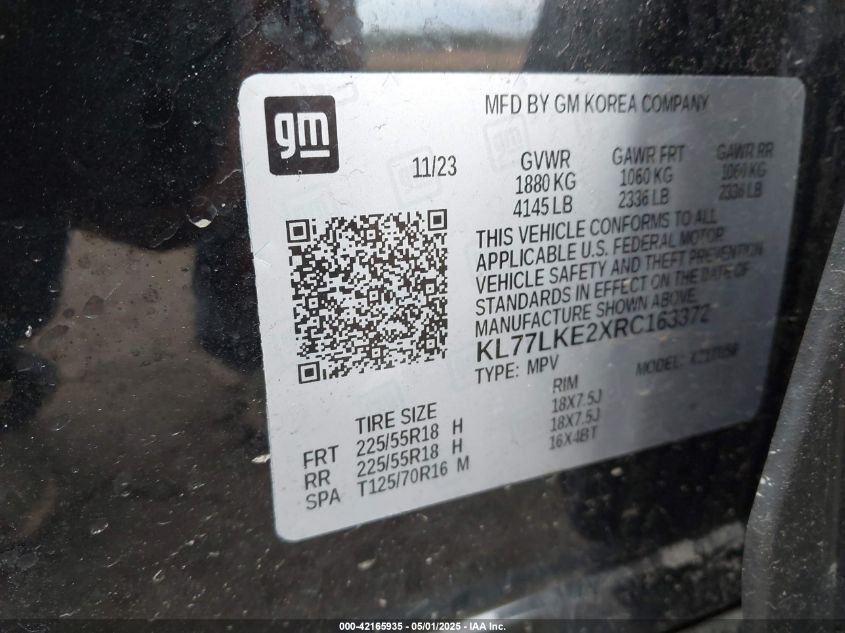 gm
MFD BY GM KOREA COMPANY
11/23
GVWR GAWR FRT GAWR RR
1880 KG 1060 KG 1060 KG
4145 LB 2336 LB 2336 LB
THIS VEHICLE CONFORMS TO ALL
APPLICABLE U.S. FEDERAL MOTOR
VEHICLE SAFETY AND THEFT PREVENTION
STANDARDS IN EFFECT ON THE DATE OF
MANUFACTURE SHOWN ABOVE.
KL77LKE2XRC163372
TYPE: MPV MODEL:
TIRE SIZE RIM
FRT 225/55R18 H 18X7.5J
RR 225/55R18 H 18X7.5J
SPA T125/70R16 M 16X4BT
000-42165935 - 05/01/2025 - IAA Inc.